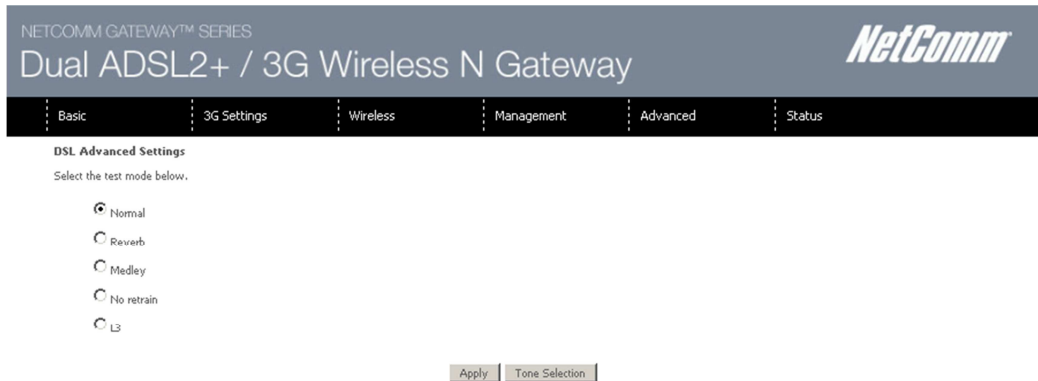 NETCOMM GATEWAY™ SERIES
Dual ADSL2+ / 3G Wireless N Gateway
NetComm
Basic 3G Settings Wireless Management Advanced Status
DSL Advanced Settings
Select the test mode below.
Normal
Reverb
Medley
No retrain
L3
Apply Tone Selection